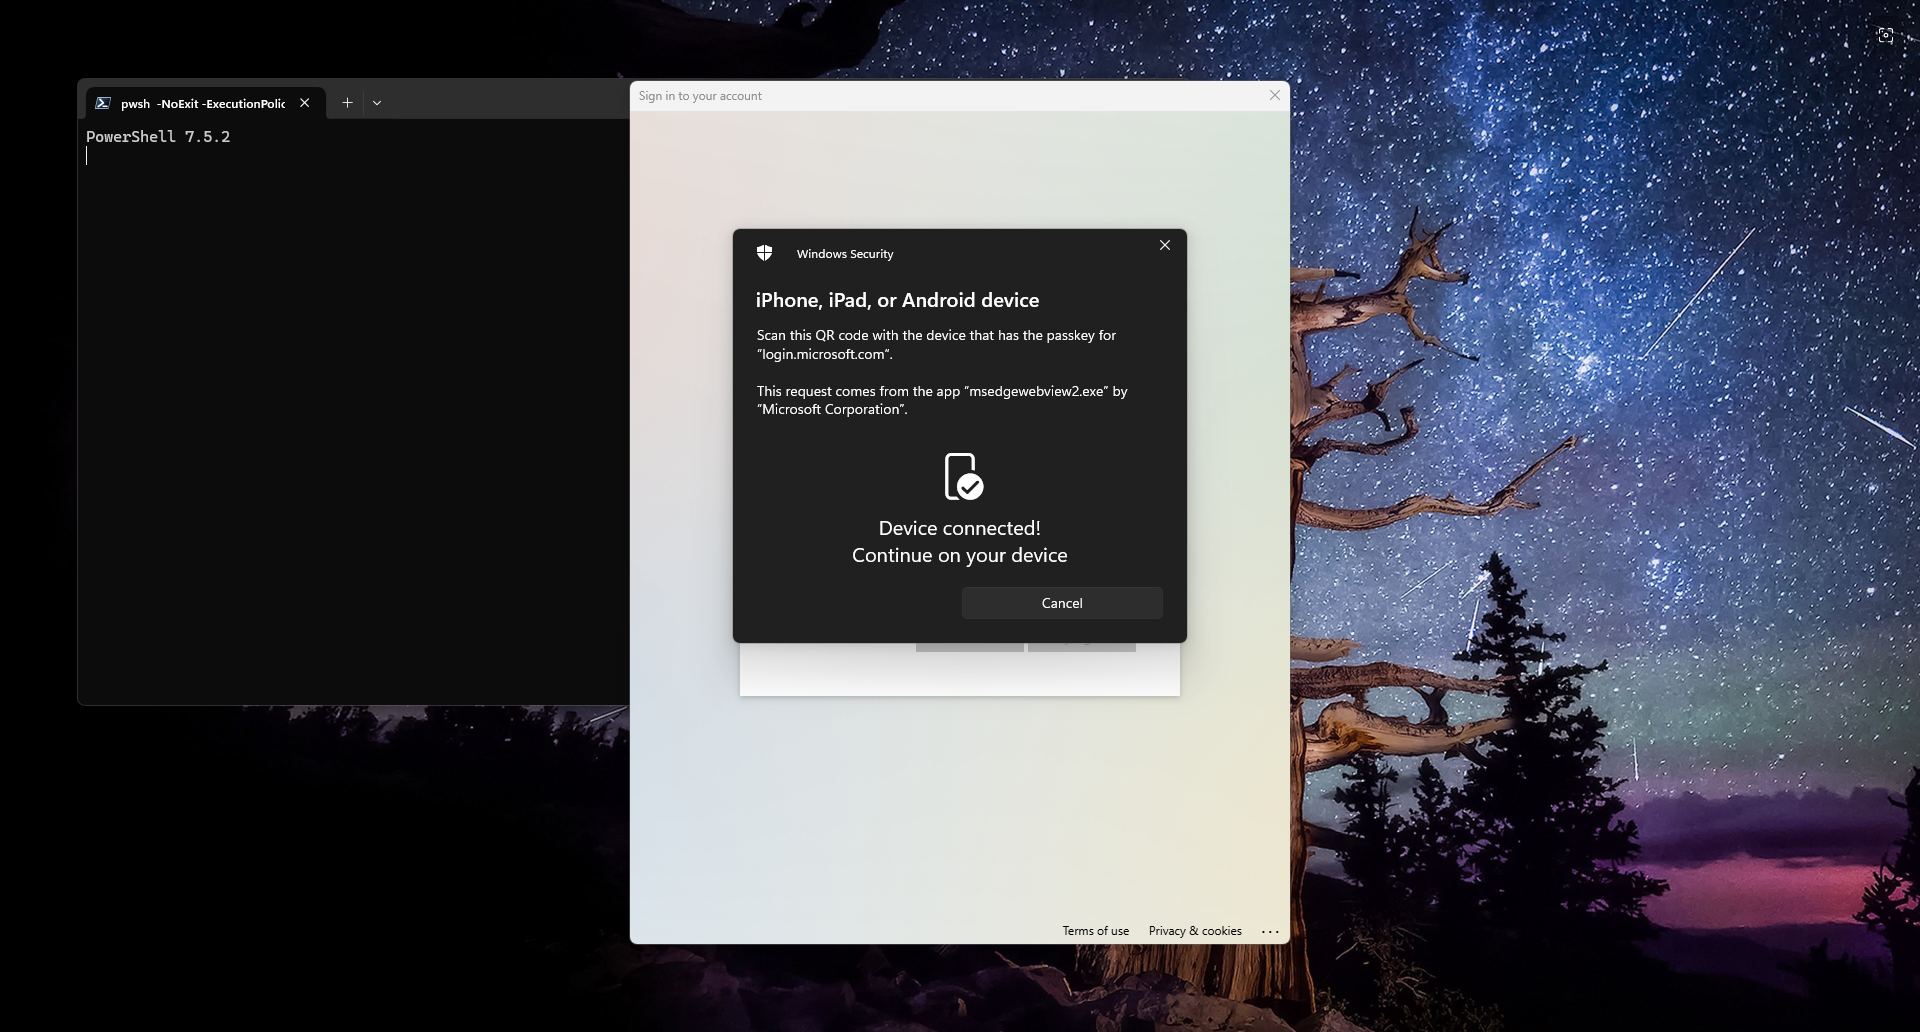 pwsh -NoExit -ExecutionPolic
PowerShell 7.5.2
Sign in to your account
Windows Security
iPhone, iPad, or Android device
Scan this QR code with the device that has the passkey for
"login.microsoft.com".
This request comes from the app "msedgewebview2.exe" by
"Microsoft Corporation".
Device connected!
Continue on your device
Cancel
Terms of use
Privacy & cookies